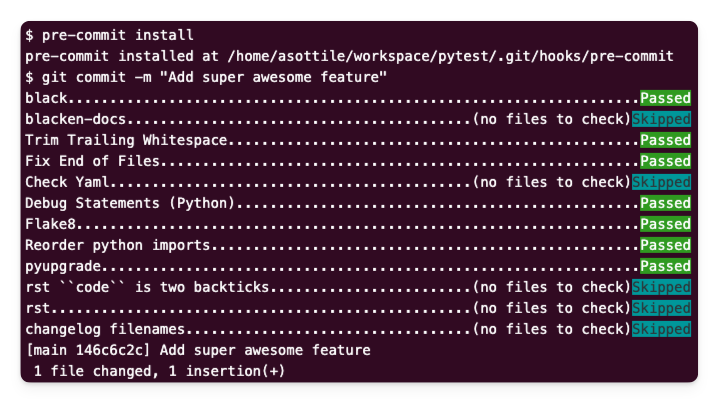 $ pre-commit install
pre-commit installed at /home/asottile/workspace/pytest/.git/hooks/pre-commit
$ git commit -m "Add super awesome feature"
black....................................................................Passed
blacken-docs.........................................(no files to check)Skipped
Trim Trailing Whitespace.................................................Passed
Fix End of Files.........................................................Passed
Check Yaml...........................................(no files to check)Skipped
Debug Statements (Python)................................................Passed
Flake8...................................................................Passed
Reorder python imports...................................................Passed
pyupgrade................................................................Passed
rst ``code`` is two backticks........................(no files to check)Skipped
rst..................................................(no files to check)Skipped
changelog filenames..................................(no files to check)Skipped
[main 146c6c2c] Add super awesome feature
 1 file changed, 1 insertion(+)